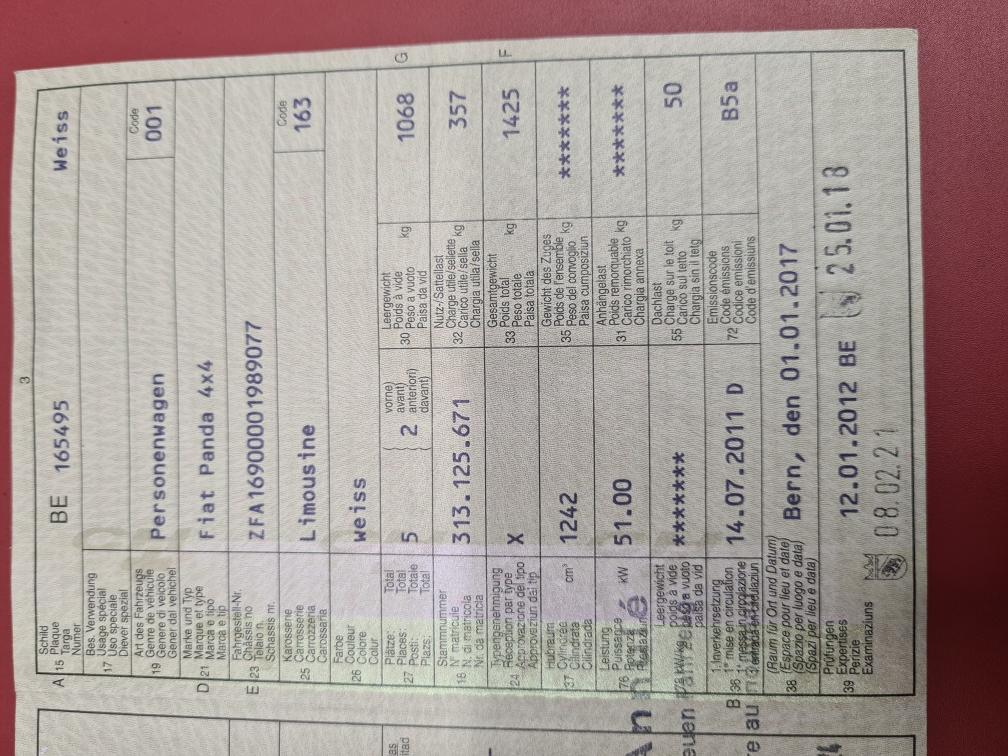 3
A 15 Schild
Plaque
Targa
Numer
BE 165495
Weiss
17 Bes. Verwendung
Usage spécial
Uso speciale
Diever spezial
19 Art des Fahrzeugs
Genre de véhicule
Genere di veicolo
Gener dal vehichel
Personenwagen
Code
001
D 21 Marke und Typ
Marque et type
Marca e tipo
Marca e tip
Fiat Panda 4x4
E 23 Fahrgestell-Nr.
Châssis no
Telaio n.
Schassis nr.
ZFA16900001989077
25 Karosserie
Carrosserie
Carrozzeria
Carossaria
Limousine
Code
163
26 Farbe
Couleur
Colore
Colur
Weiss
27 Plätze: Total
Places: Total
Posti: Totale
Plazs: Total
5
2
vorne)
avant)
anteriori)
davant)
30 Leergewicht
Poids à vide
Peso a vuoto
Paisa da vid
kg
1068
G
18 Stammnummer
N° matricule
N. di matricola
Nr. da matricla
313.125.671
32 Nutz-/Sattellast
Charge utile/sellette kg
Carico utile/sella
Chargia utila/sella
357
24 Typengenehmigung
Réception par type
Approvazione del tipo
Approvaziun dal tip
X
33 Gesamtgewicht
Poids total
Peso totale
Paisa totala
kg
1425
F
37 Hubraum
Cylindrée
Cilindrata
Cilindrada
cm³
1242
35 Gewicht des Zuges
Poids de l'ensemble
Peso del convoglio
Paisa cumposiziun
kg
*******
76 Leistung
Puissance
kW
51.00
31 Anhängelast
Poids remorquable
Carico rimorchiato
Chargia annexa
kg
*******
Leergewicht
*******
55 Dachlast
Charge sur le toit
Carico sul tetto
Chargia sin il tetg
kg
50
B 36 1. Inverkehrsetzung
1re mise en circulation
14.07.2011 D
72 Emissionscode
Code émissions
Codice emissioni
Code d'emissiuns
B5a
38 (Raum für Ort und Datum)
(Espace pour lieu et date)
(Spazio per luogo e data)
(Spazi per lieu e data)
Bern, den 01.01.2017
39 Prüfungen
Expertises
Perizie
Examinaziuns
12.01.2012 BE
25.01.18
08.02.21